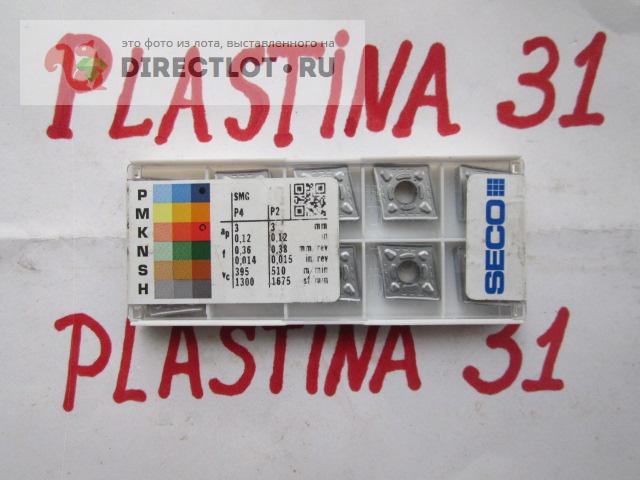 это фото из лота, выставленного на
DIRECTLOT.RU
PLASTINA 31
P
M
K
N
S
H
SMG
P4 P2
ap 3 3 mm
0,12 0,12 in
f 0,36 0,38 mm/rev
0,014 0,015 in/rev
vc 395 510 m/min
1300 1675 sf/min
SECO
PLASTINA 31